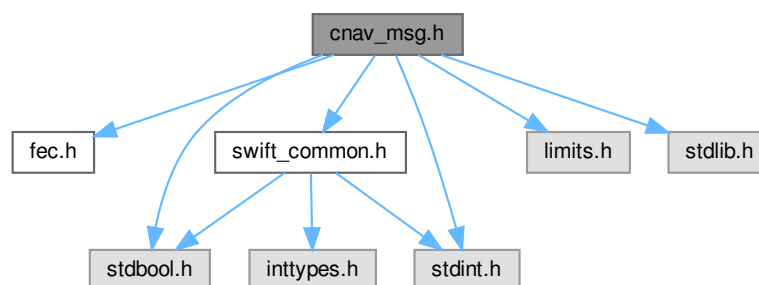 cnav_msg.h
fec.h
swift_common.h
limits.h
stdlib.h
stdbool.h
inttypes.h
stdint.h